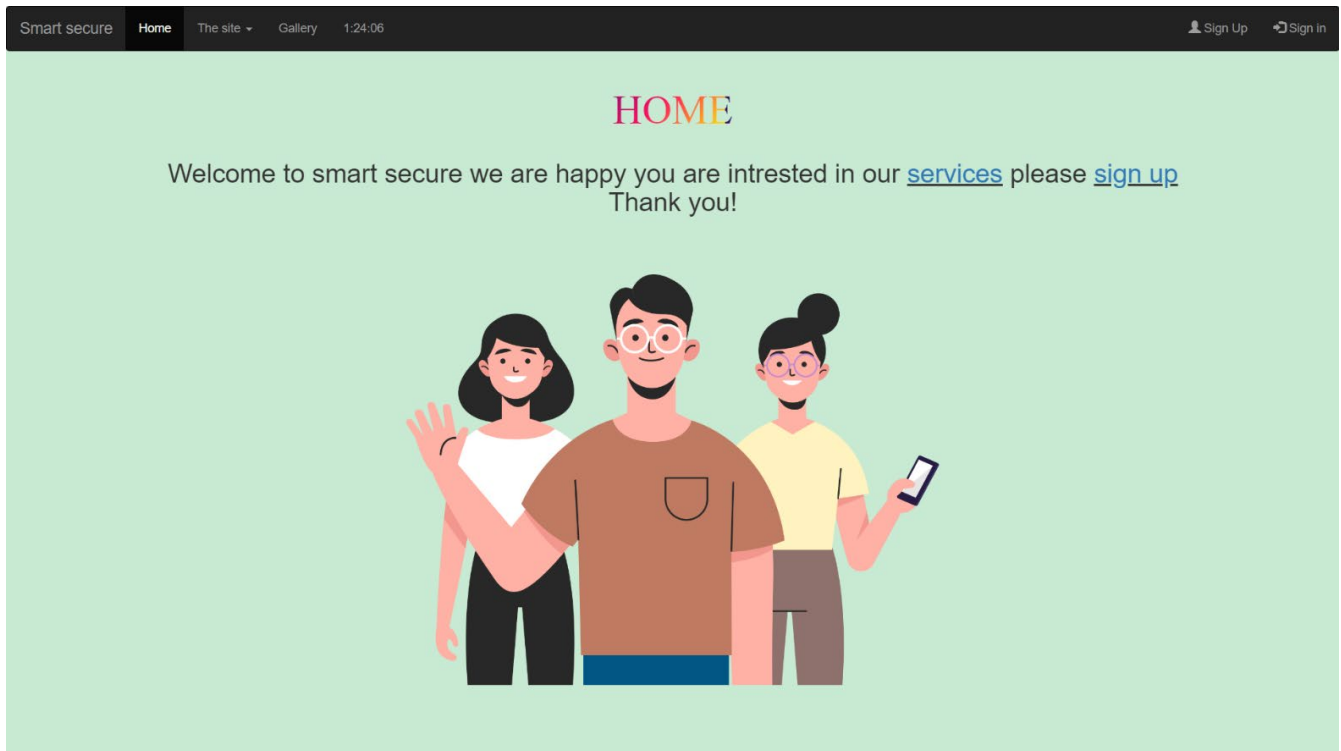 Smart secure Home The site Gallery 1:24:06 Sign Up Sign in
HOME
Welcome to smart secure we are happy you are intrested in our services please sign up
Thank you!